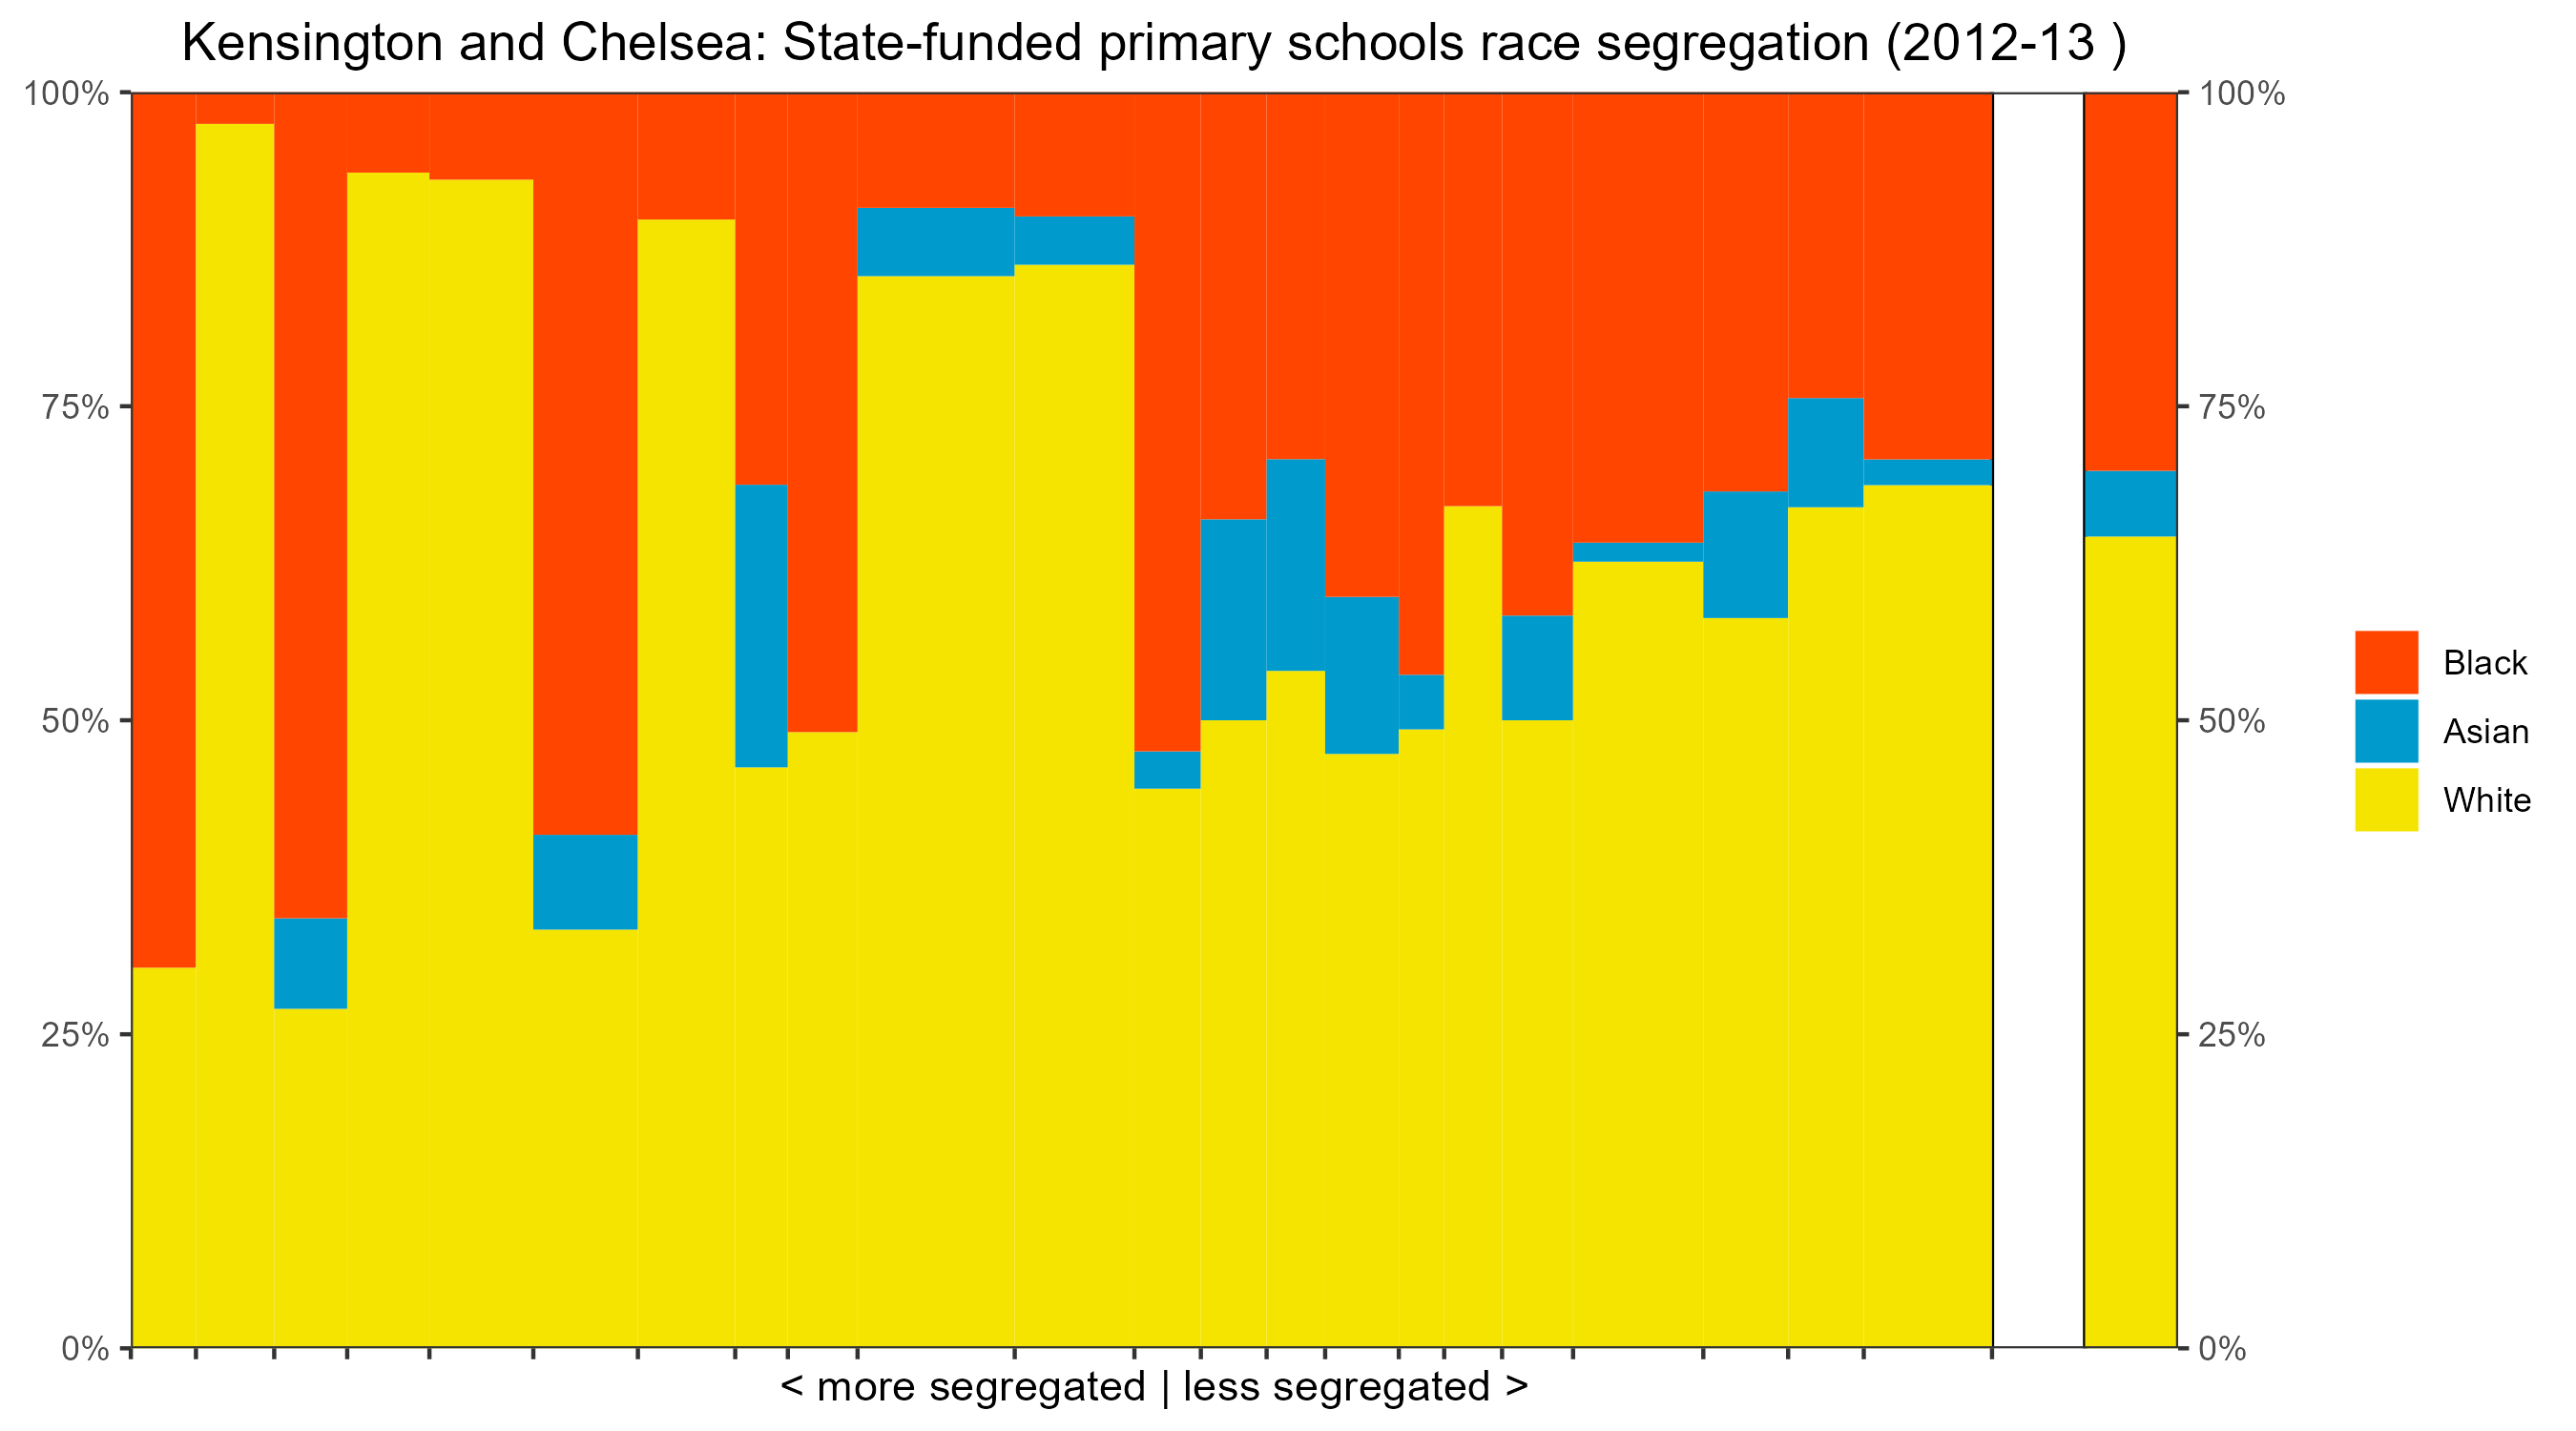 Kensington and Chelsea: State-funded primary schools race segregation (2012-13 )
100%
100%
75%
75%
50%
50%
25%
25%
0%
0%
Black
Asian
White
< more segregated | less segregated >